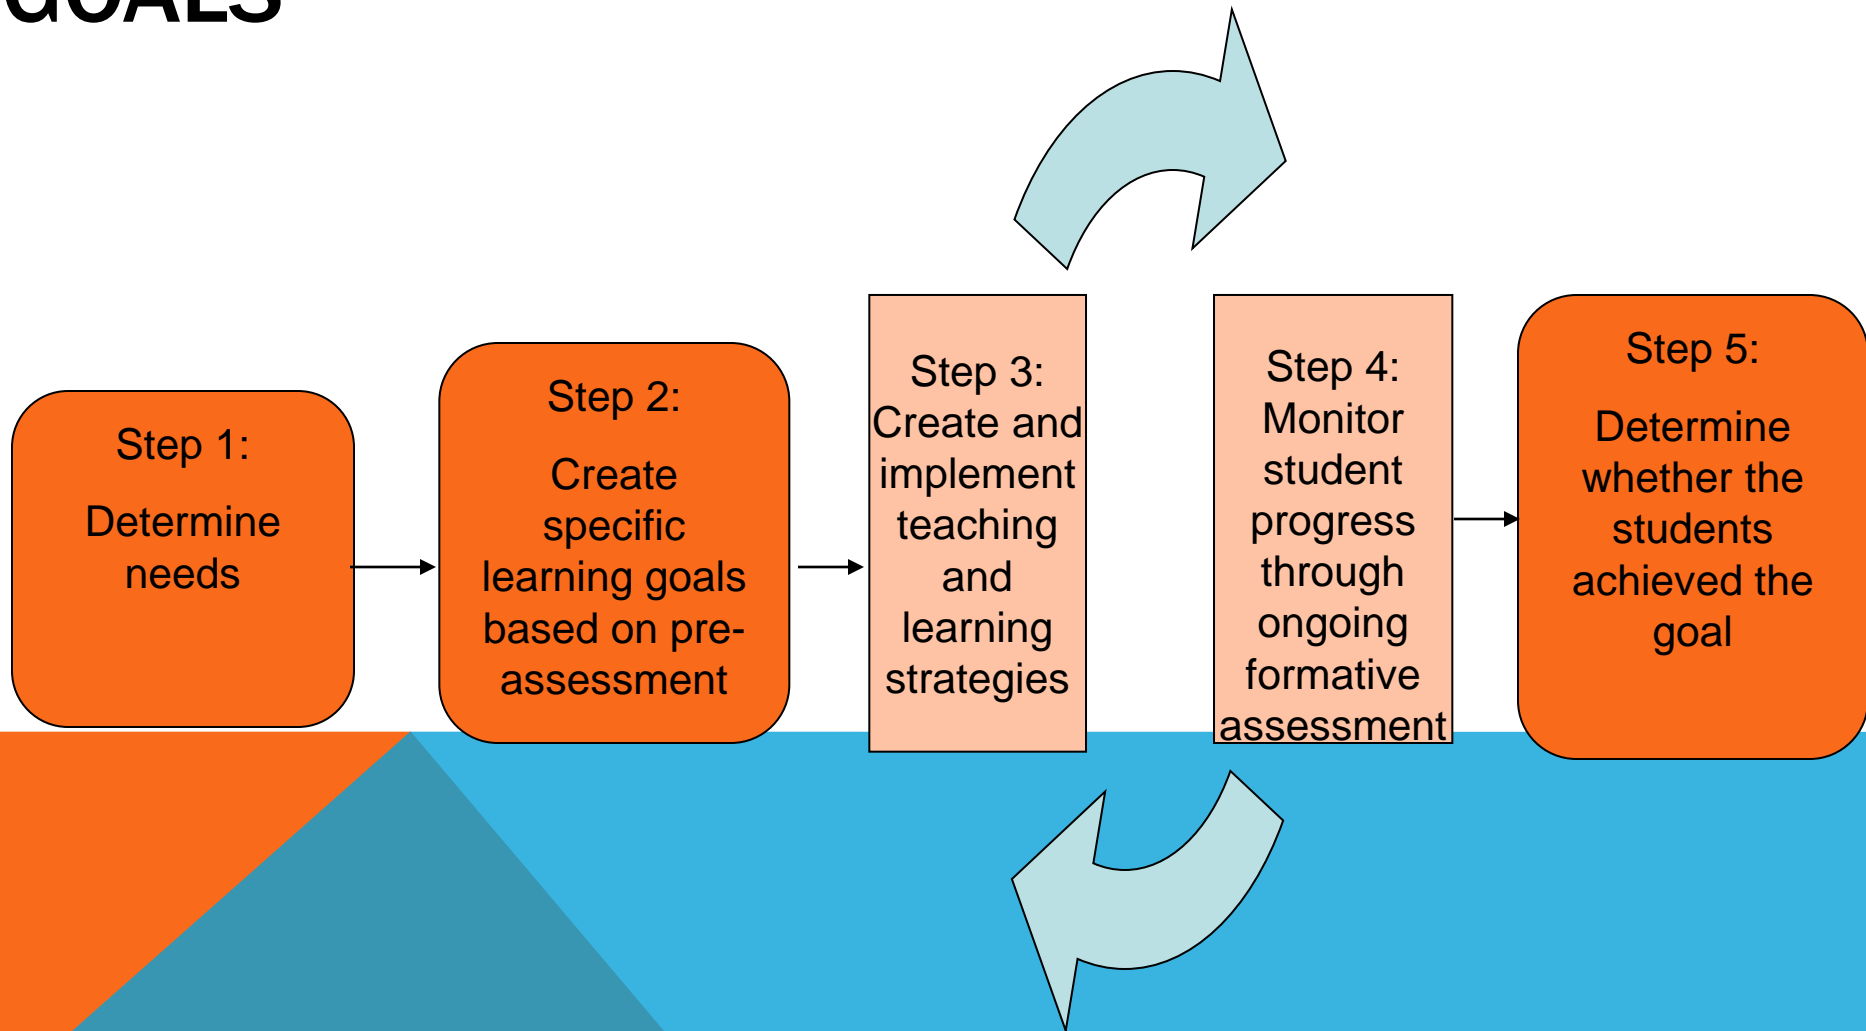 GOALS
Step 1:
Determine
needs
Step 2:
Create
specific
learning goals
based on pre-
assessment
Step 3:
Create and
implement
teaching
and
learning
strategies
Step 4:
Monitor
student
progress
through
ongoing
formative
assessment
Step 5:
Determine
whether the
students
achieved the
goal